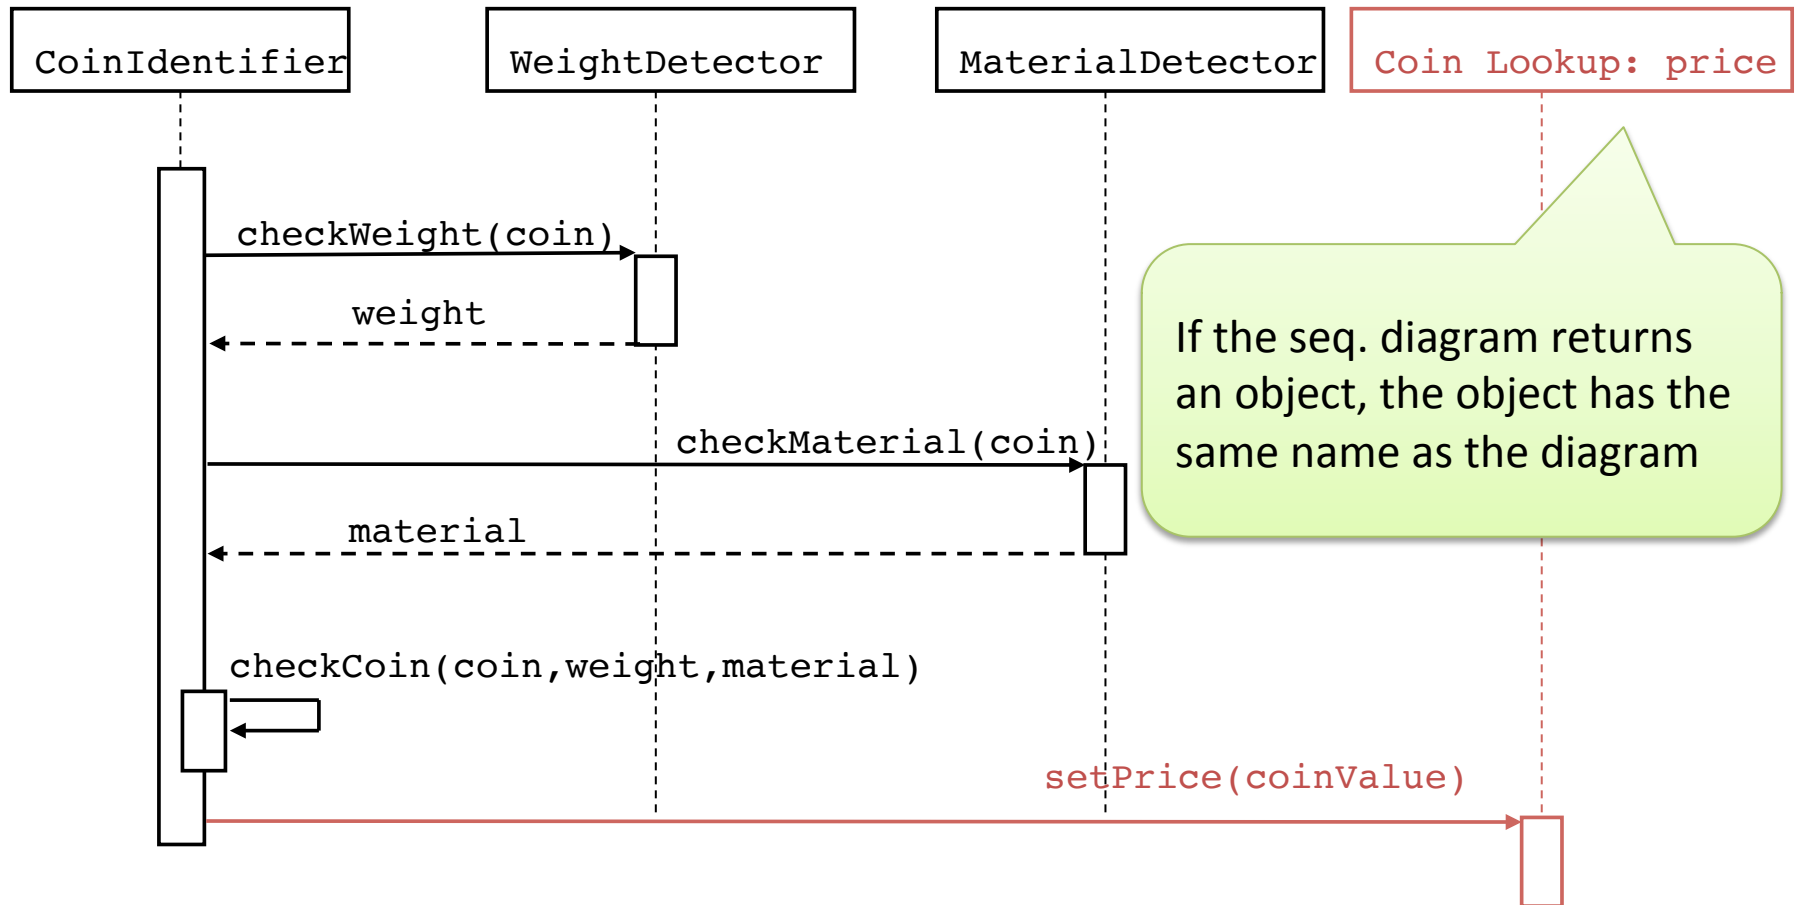 CoinIdentifier
WeightDetector
MaterialDetector
Coin Lookup: price
checkWeight(coin)
weight
If the seq. diagram returns
an object, the object has the
same name as the diagram
checkMaterial(coin)
material
checkCoin(coin,weight,material)
setPrice(coinValue)